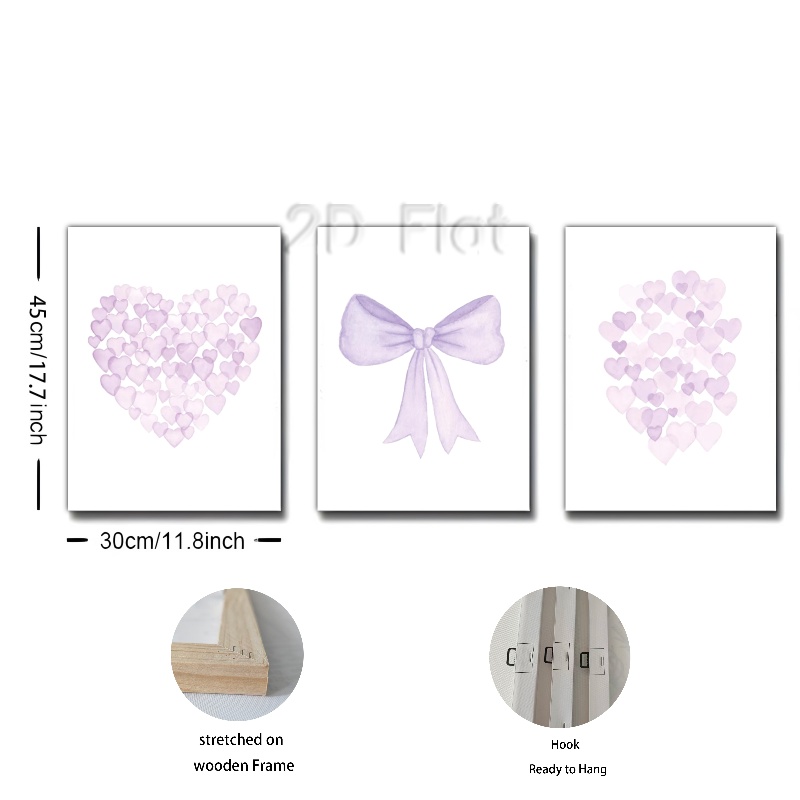 2D Flat
45cm/17.7inch
30cm/11.8inch
stretched on
wooden Frame
Hook
Ready to Hang